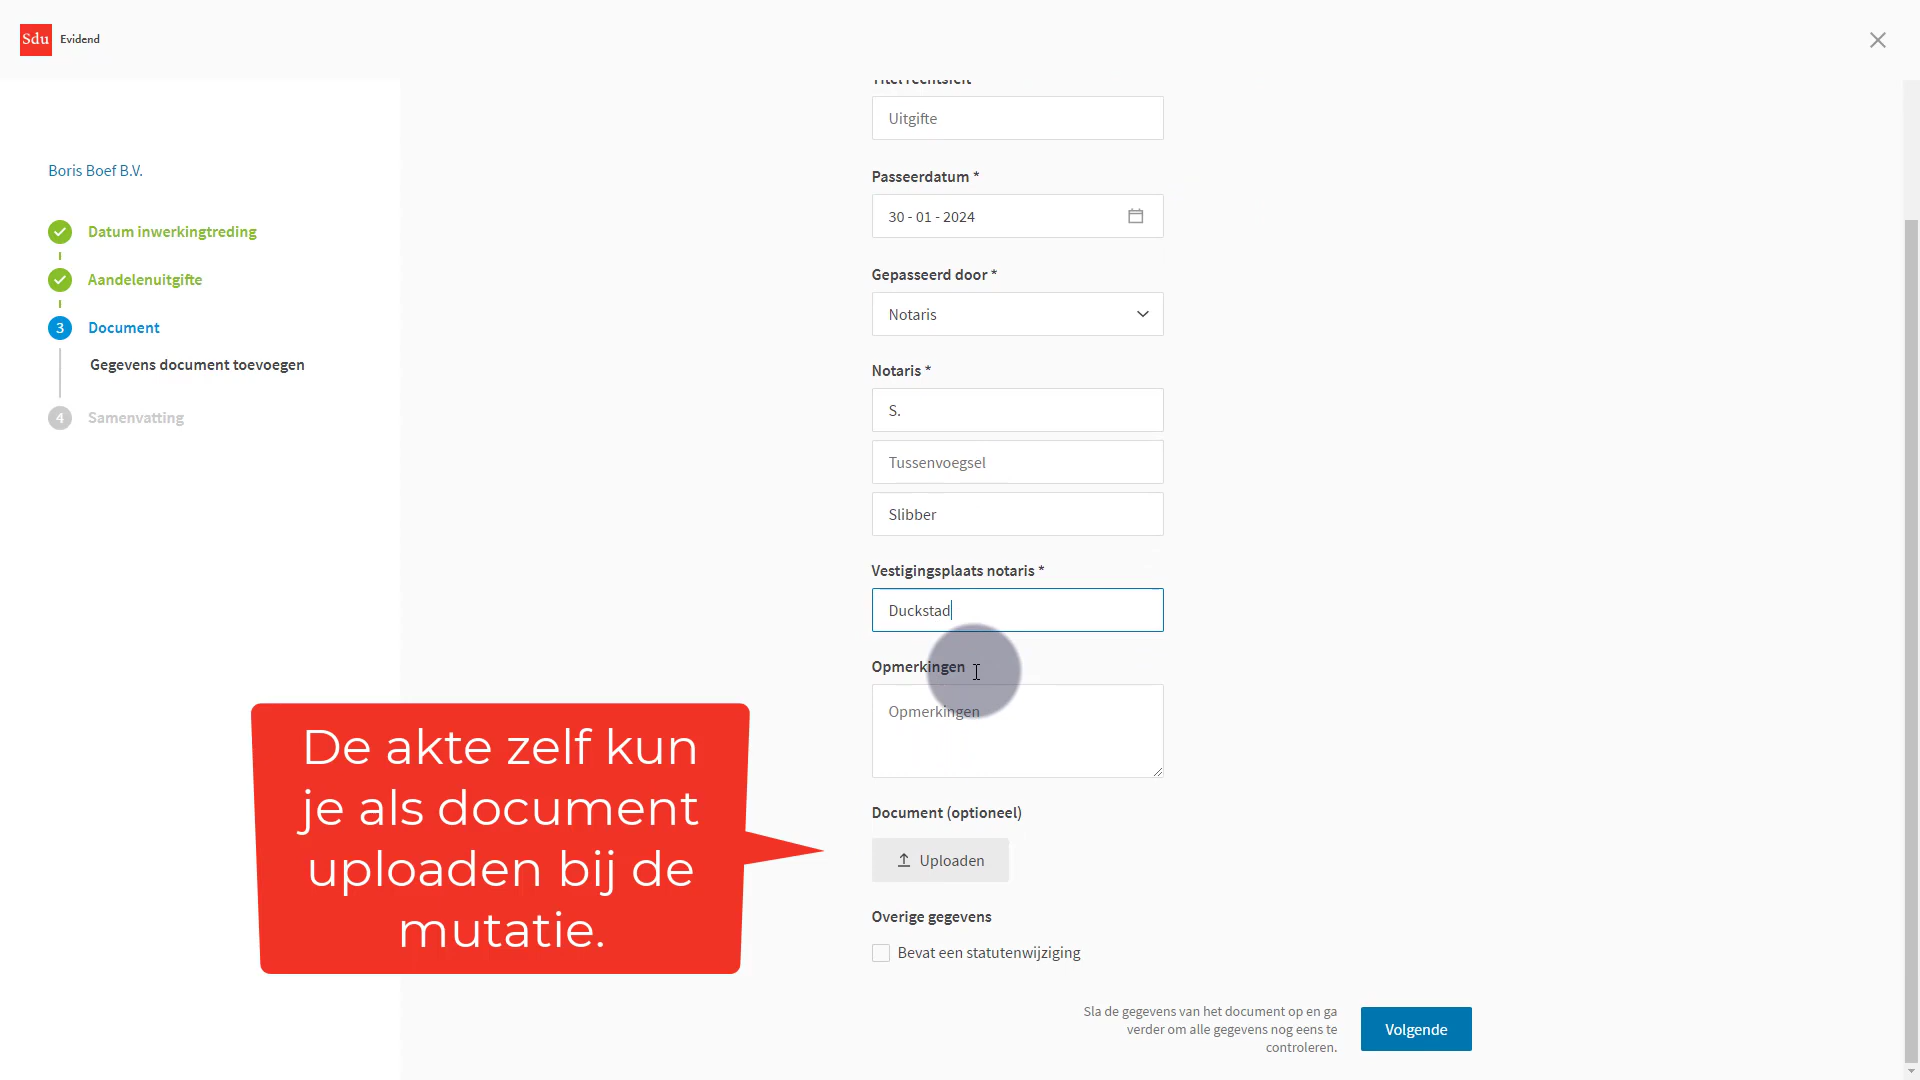 Sdu Evidend
Boris Boef B.V.
Datum inwerkingtreding
Aandelenuitgifte
3 Document
Gegevens document toevoegen
4 Samenvatting
Titel rechtsfeit
Uitgifte
Passeerdatum *
30 - 01 - 2024
Gepasseerd door *
Notaris
Notaris *
S.
Tussenvoegsel
Slibber
Vestigingsplaats notaris *
Duckstad
Opmerkingen
Opmerkingen
De akte zelf kun
je als document
uploaden bij de
mutatie.
Document (optioneel)
Uploaden
Overige gegevens
Bevat een statutenwijziging
Sla de gegevens van het document op en ga
verder om alle gegevens nog eens te
controleren.
Volgende